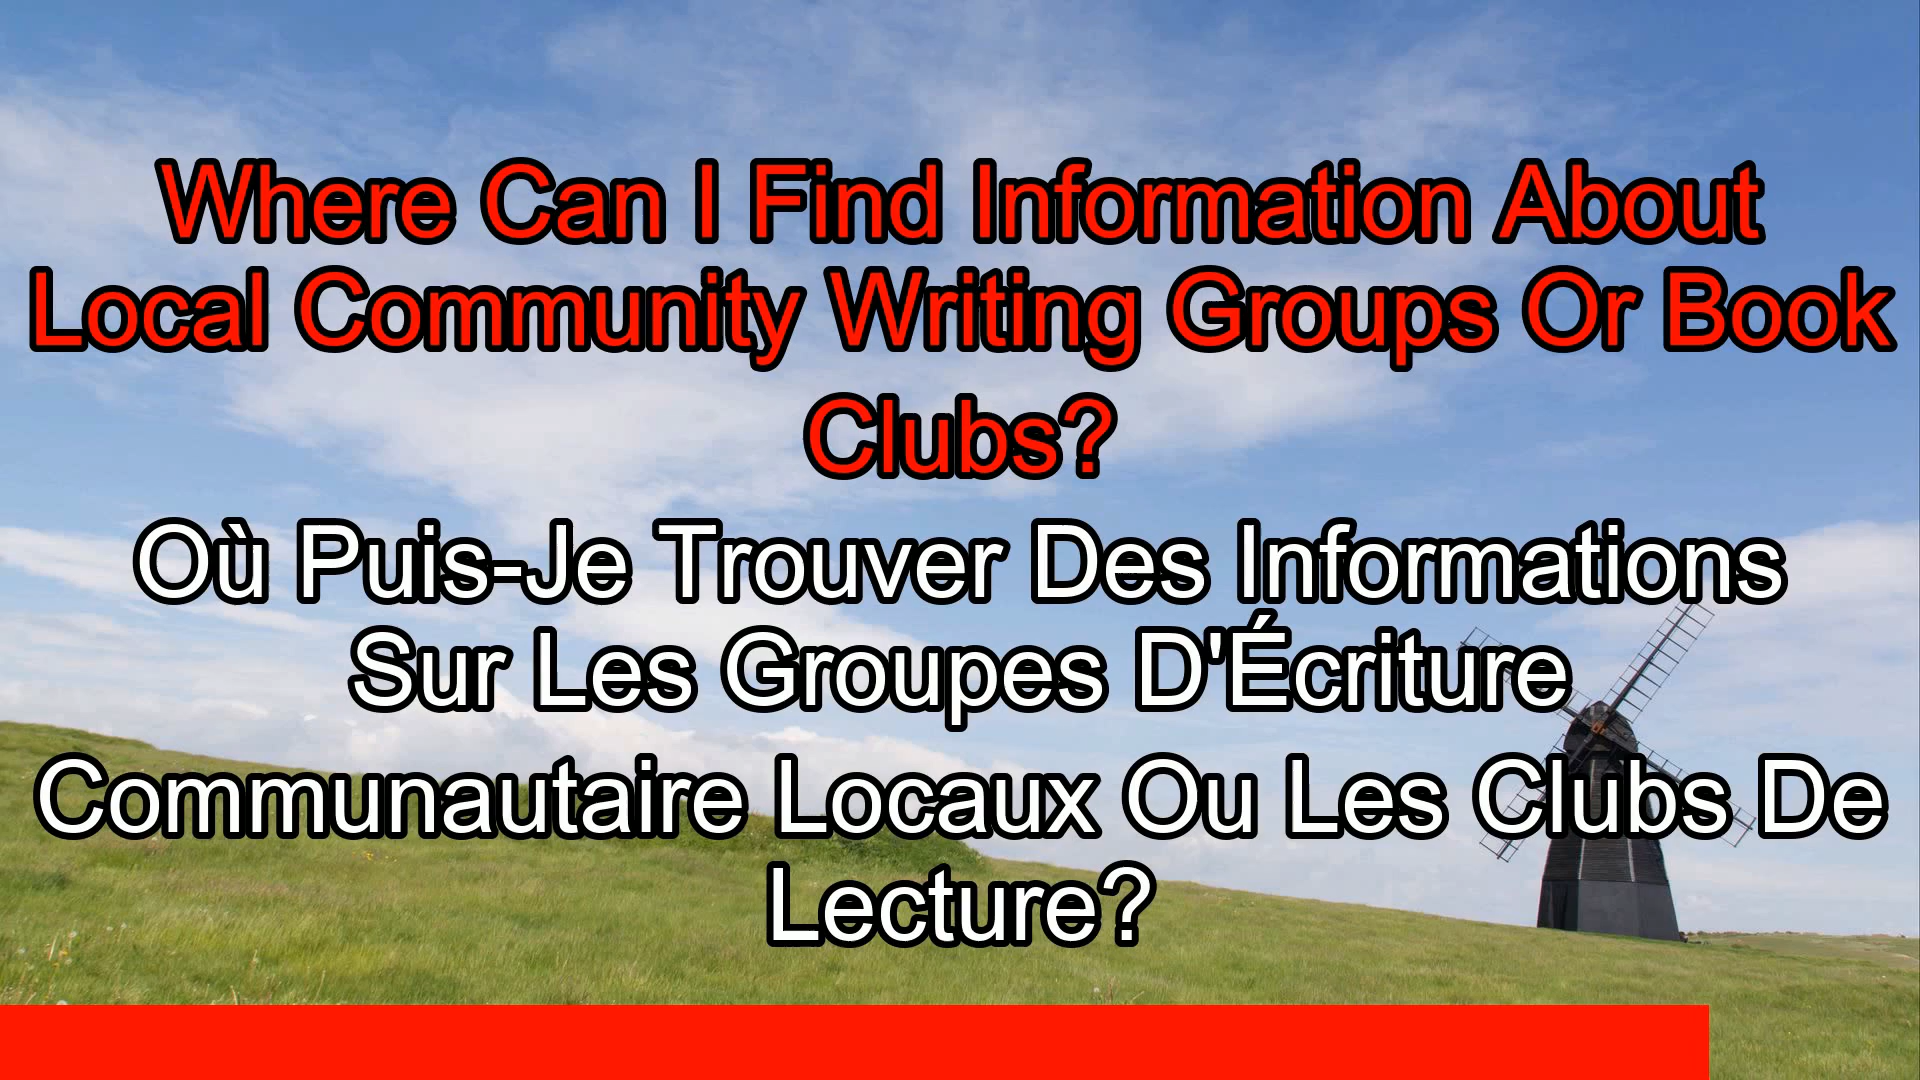 Where Can I Find Information About
Local Community Writing Groups Or Book
Clubs?
Où Puis-Je Trouver Des Informations
Sur Les Groupes D'Écriture
Communautaire Locaux Ou Les Clubs De
Lecture?